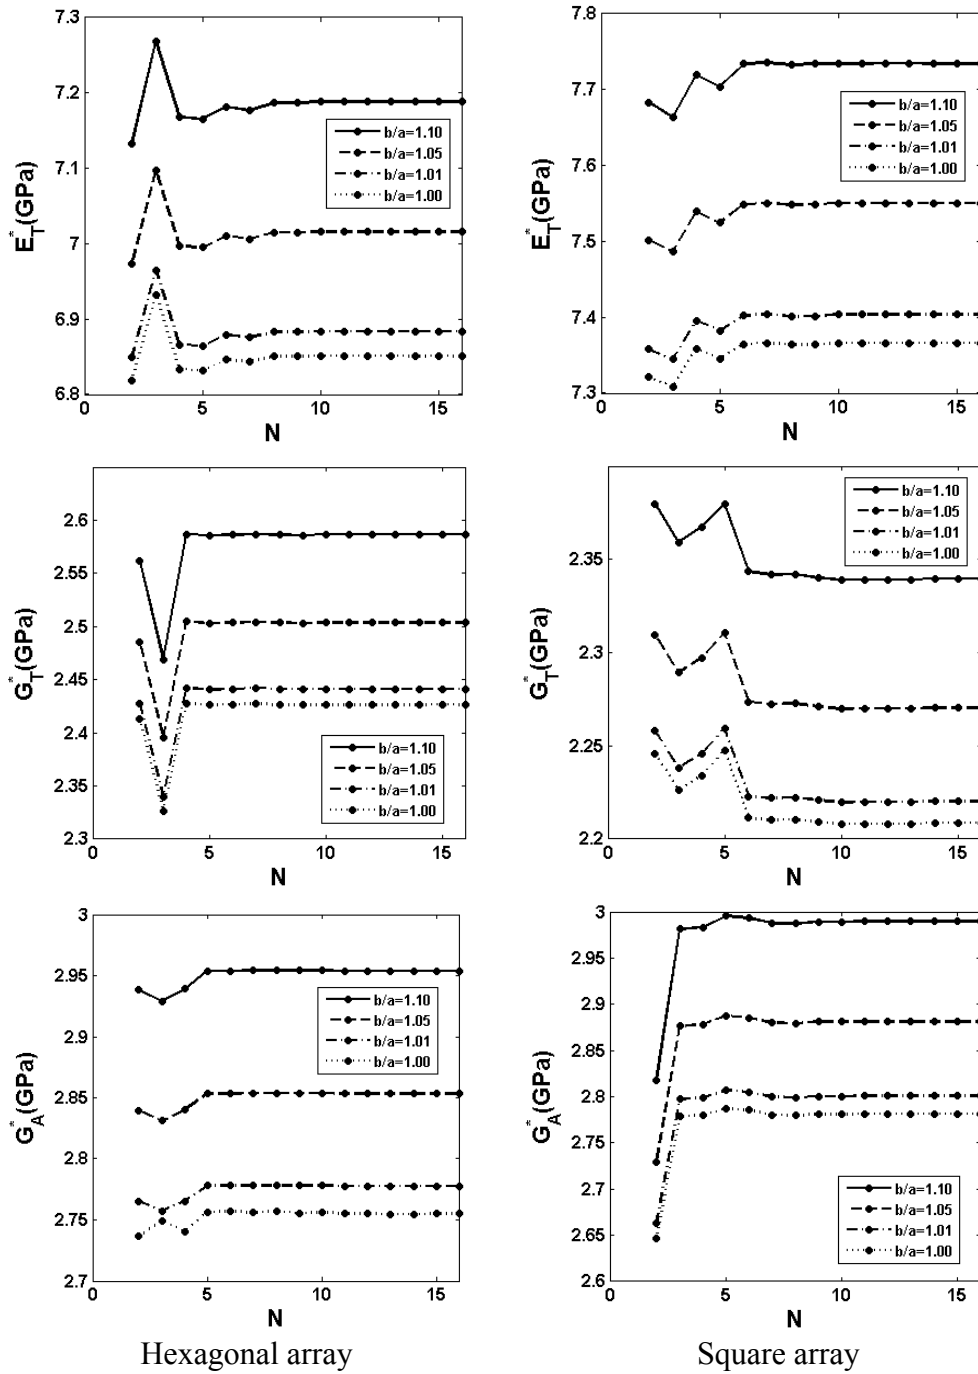 7.3
7.2
7.1
7
6.9
6.8
E*T(GPa)
b/a=1.10
b/a=1.05
b/a=1.01
b/a=1.00
0 5 10 15
N
7.8
7.7
7.6
7.5
7.4
7.3
E*T(GPa)
b/a=1.10
b/a=1.05
b/a=1.01
b/a=1.00
0 5 10 15
N
2.6
2.55
2.5
2.45
2.4
2.35
2.3
G*T(GPa)
b/a=1.10
b/a=1.05
b/a=1.01
b/a=1.00
0 5 10 15
N
2.35
2.3
2.25
2.2
G*T(GPa)
b/a=1.10
b/a=1.05
b/a=1.01
b/a=1.00
0 5 10 15
N
3
2.95
2.9
2.85
2.8
2.75
2.7
G*A(GPa)
b/a=1.10
b/a=1.05
b/a=1.01
b/a=1.00
0 5 10 15
N
3
2.95
2.9
2.85
2.8
2.75
2.7
2.65
2.6
G*A(GPa)
b/a=1.10
b/a=1.05
b/a=1.01
b/a=1.00
0 5 10 15
N
Hexagonal array
Square array